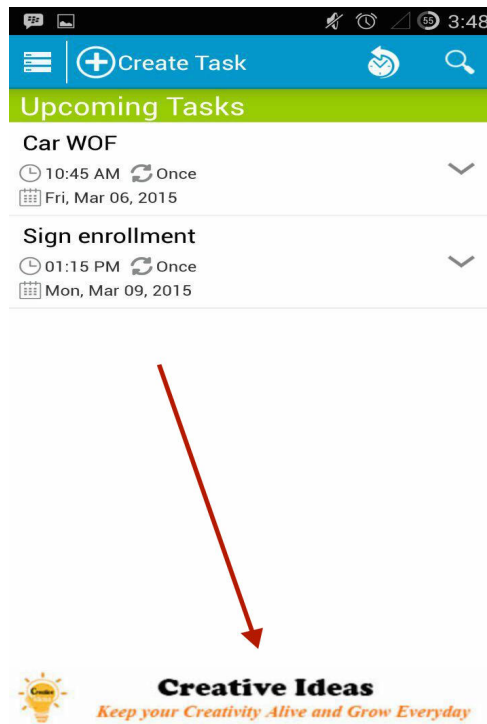 55 3:48
Create Task
Upcoming Tasks
Car WOF
10:45 AM Once
Fri, Mar 06, 2015
Sign enrollment
01:15 PM Once
Mon, Mar 09, 2015
Creative Ideas
Keep your Creativity Alive and Grow Everyday